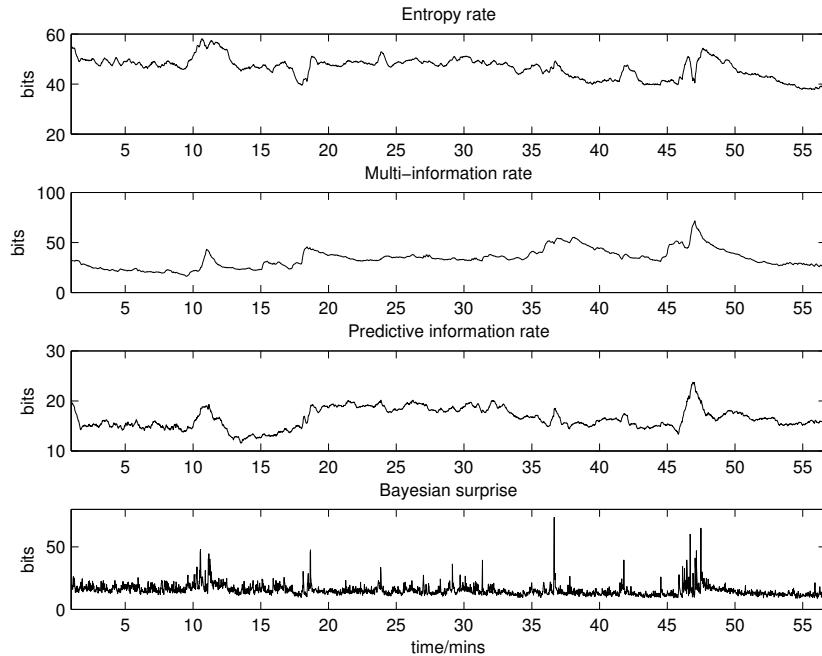 Entropy rate
60
40
20
bits
5 10 15 20 25 30 35 40 45 50 55
Multi−information rate
100
50
0
bits
5 10 15 20 25 30 35 40 45 50 55
Predictive information rate
30
20
10
bits
5 10 15 20 25 30 35 40 45 50 55
Bayesian surprise
50
0
bits
5 10 15 20 25 30 35 40 45 50 55
time/mins